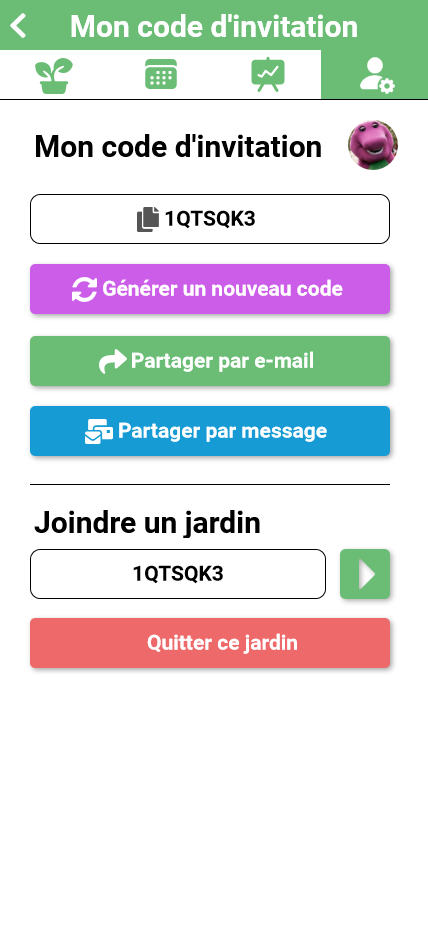 Mon code d'invitation
Mon code d'invitation
1QTSQK3
Générer un nouveau code
Partager par e-mail
Partager par message
Joindre un jardin
1QTSQK3
Quitter ce jardin